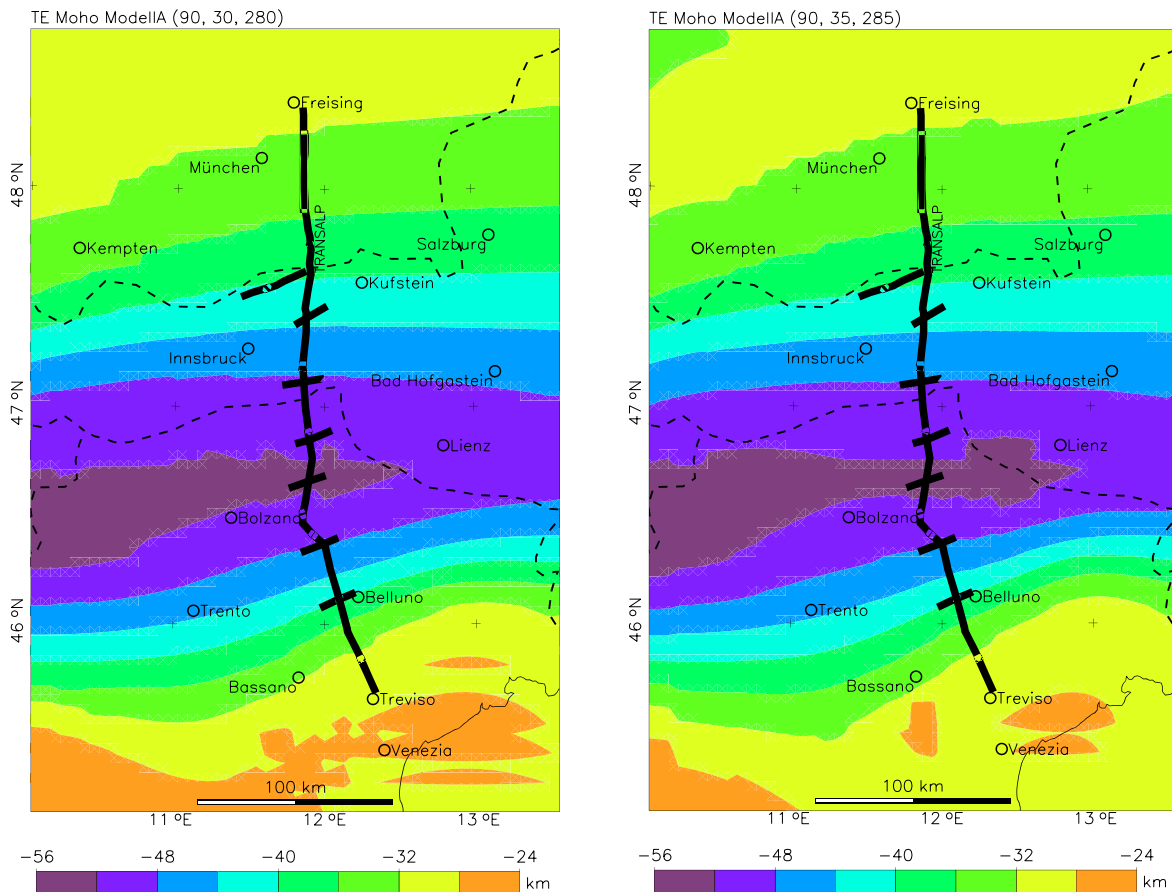 TE Moho ModellA (90, 30, 280)
Freising
München
48 °N
TRANSALP
Kempten
Salzburg
Kufstein
Innsbruck
Bad Hofgastein
47 °N
Lienz
Bolzano
Trento
Belluno
46 °N
Bassano
Treviso
Venezia
100 km
11 °E 12 °E 13 °E
-56 -48 -40 -32 -24
km
TE Moho ModellA (90, 35, 285)
Freising
München
48 °N
TRANSALP
Kempten
Salzburg
Kufstein
Innsbruck
Bad Hofgastein
47 °N
Lienz
Bolzano
Trento
Belluno
46 °N
Bassano
Treviso
Venezia
100 km
11 °E 12 °E 13 °E
-56 -48 -40 -32 -24
km